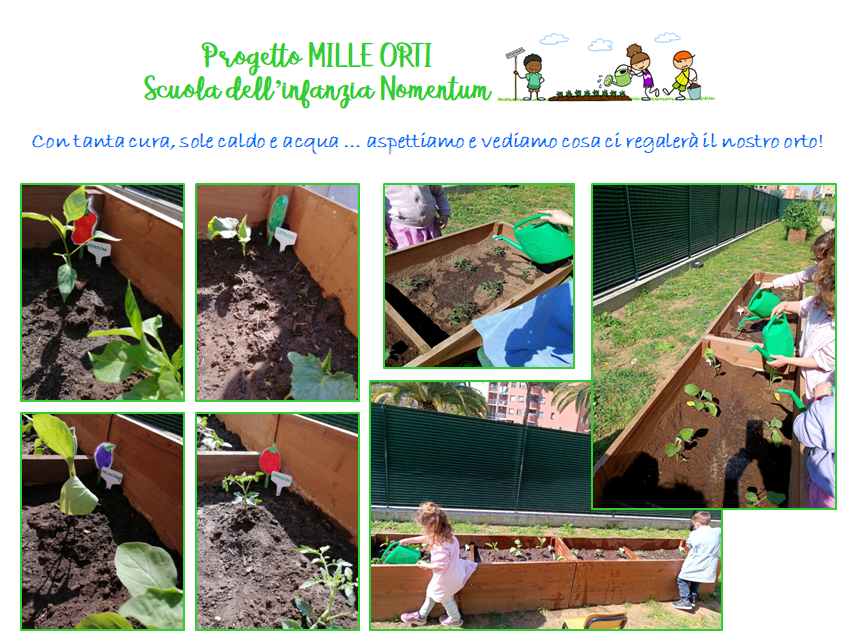 Progetto MILLE ORTI
Scuola dell'infanzia Nomentum
Con tanta cura, sole caldo e acqua ... aspettiamo e vediamo cosa ci regalerà il nostro orto!